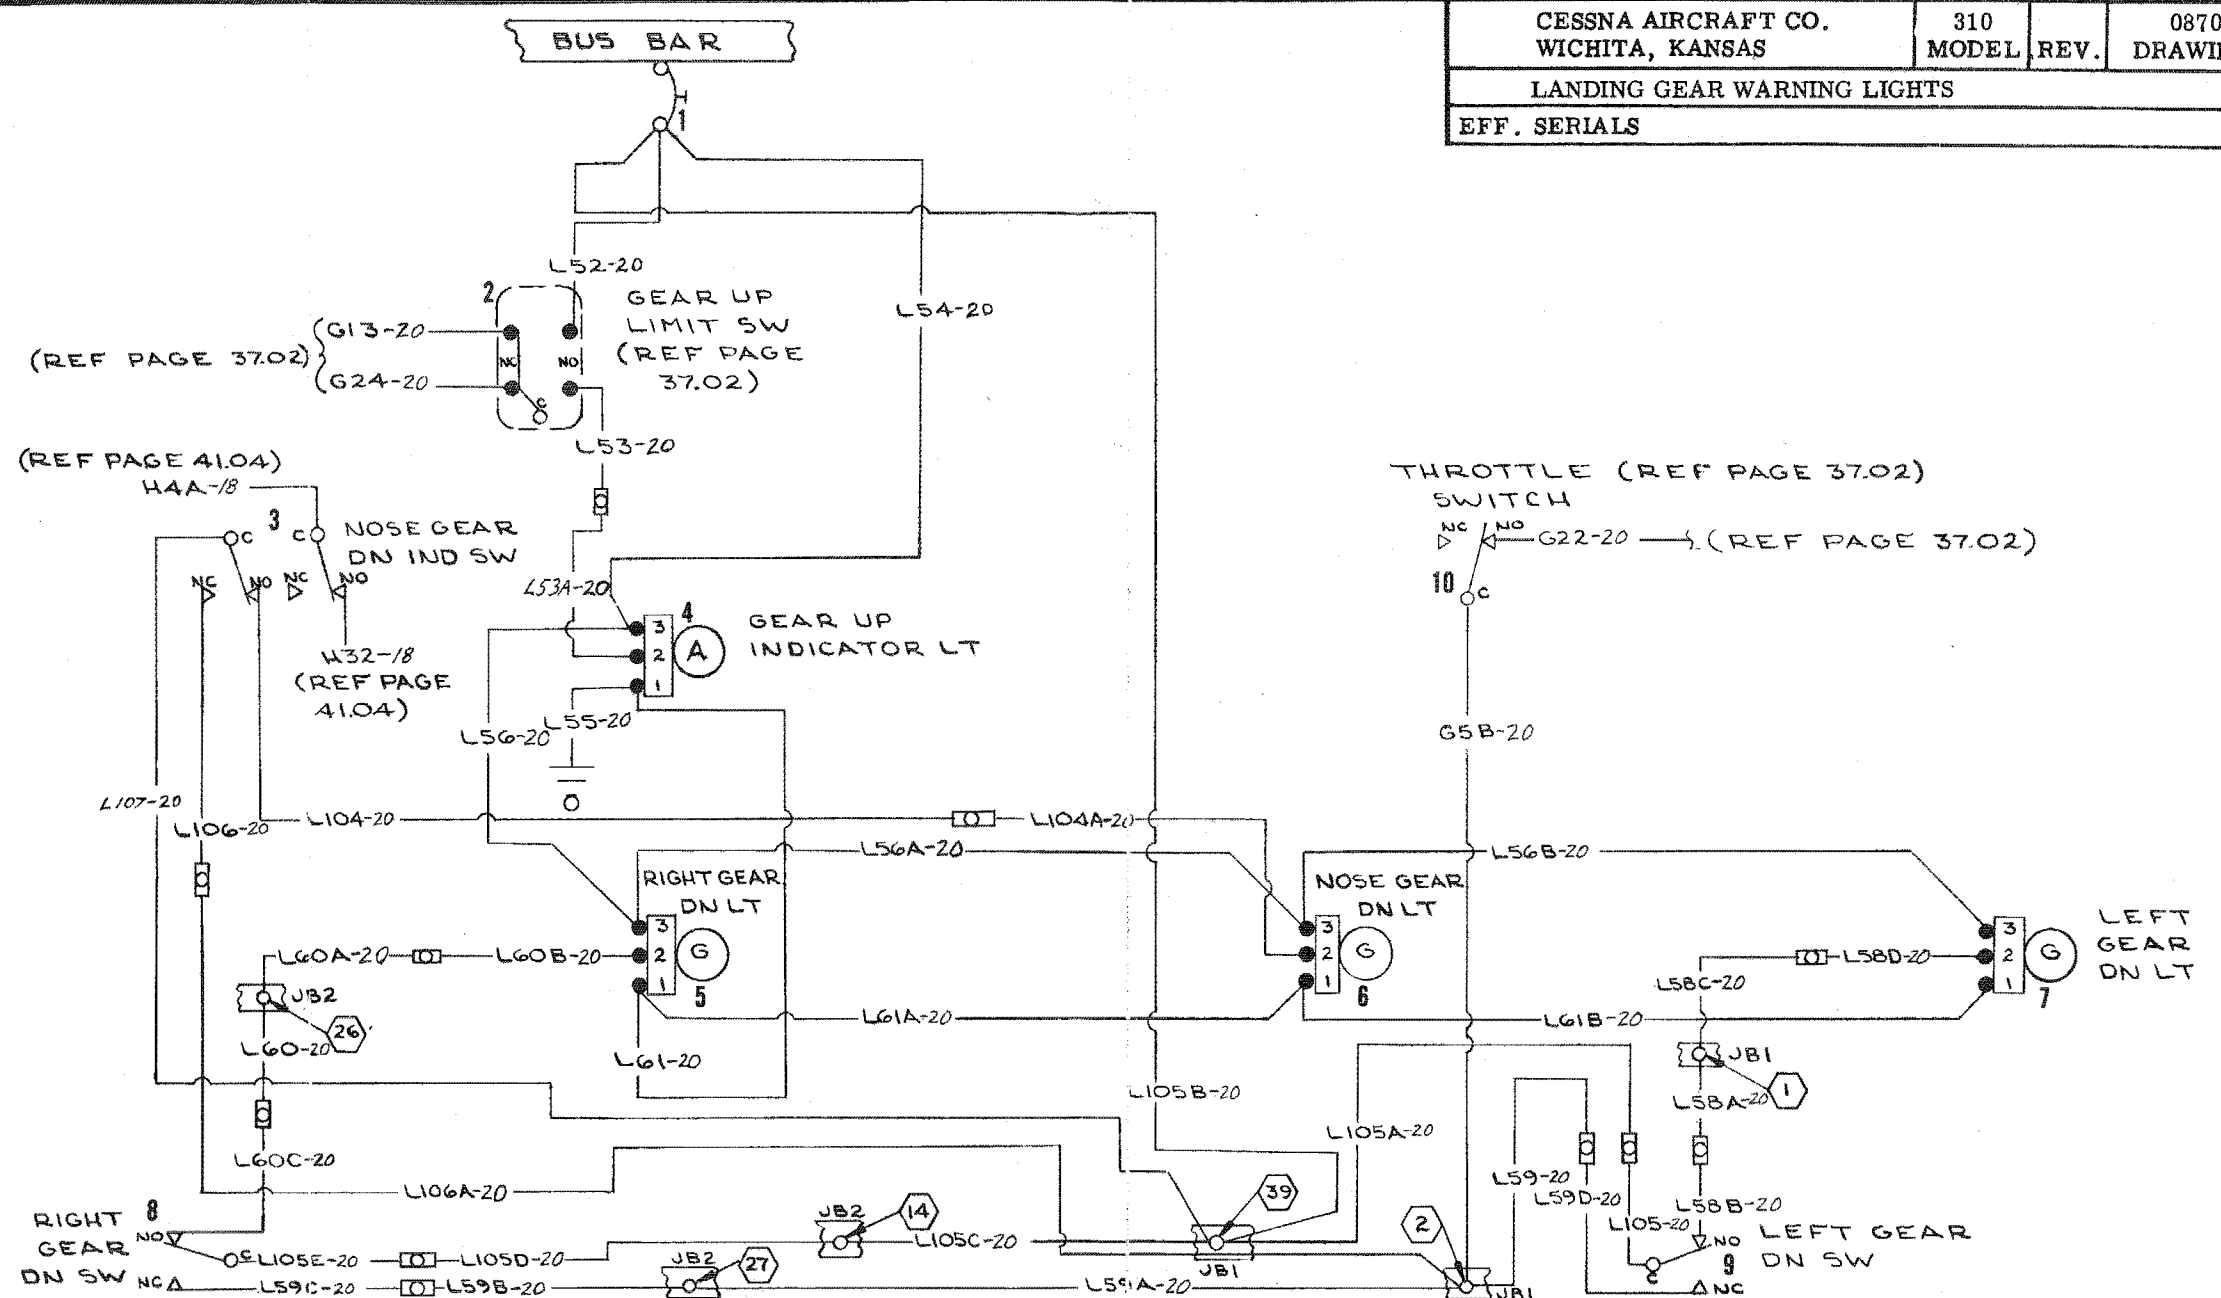 CESSNA AIRCRAFT CO.
WICHITA, KANSAS
310
MODEL
REV.
0870
LANDING GEAR WARNING LIGHTS
EFF. SERIALS
BUS BAR
1
L52-20
2
GEAR UP
LIMIT SW
(REF PAGE
37.02)
L54-20
G13-20
(REF PAGE 37.02)
G24-20
NC
NO
C
L53-20
(REF PAGE 41.04)
H4A-18
3
C
C
NOSE GEAR
DN IND SW
NC
NO
NC
NO
H32-18
(REF PAGE
41.04)
L53A-20
4
3
2
1
A
GEAR UP
INDICATOR LT
L56-20
L55-20
THROTTLE (REF PAGE 37.02)
SWITCH
NC
NO
G22-20
(REF PAGE 37.02)
10
C
G5B-20
L107-20
L106-20
L104-20
L104A-20
L56A-20
L56B-20
RIGHT GEAR
DN LT
3
2
1
G
5
NOSE GEAR
DN LT
3
2
1
G
6
LEFT
GEAR
DN LT
3
2
1
G
7
L60A-20
L60B-20
L58C-20
L58D-20
JB2
26
L60-20
L61A-20
L61B-20
L61-20
JB1
1
L58A-20
L105B-20
L105A-20
L60C-20
L106A-20
L59-20
L59D-20
L105-20
L58B-20
RIGHT
GEAR
DN SW
8
NO
C
NC
L105E-20
L105D-20
JB2
14
L105C-20
39
JB1
2
JB1
L59C-20
L59B-20
JB2
27
L59A-20
LEFT GEAR
DN SW
9
NO
C
NC